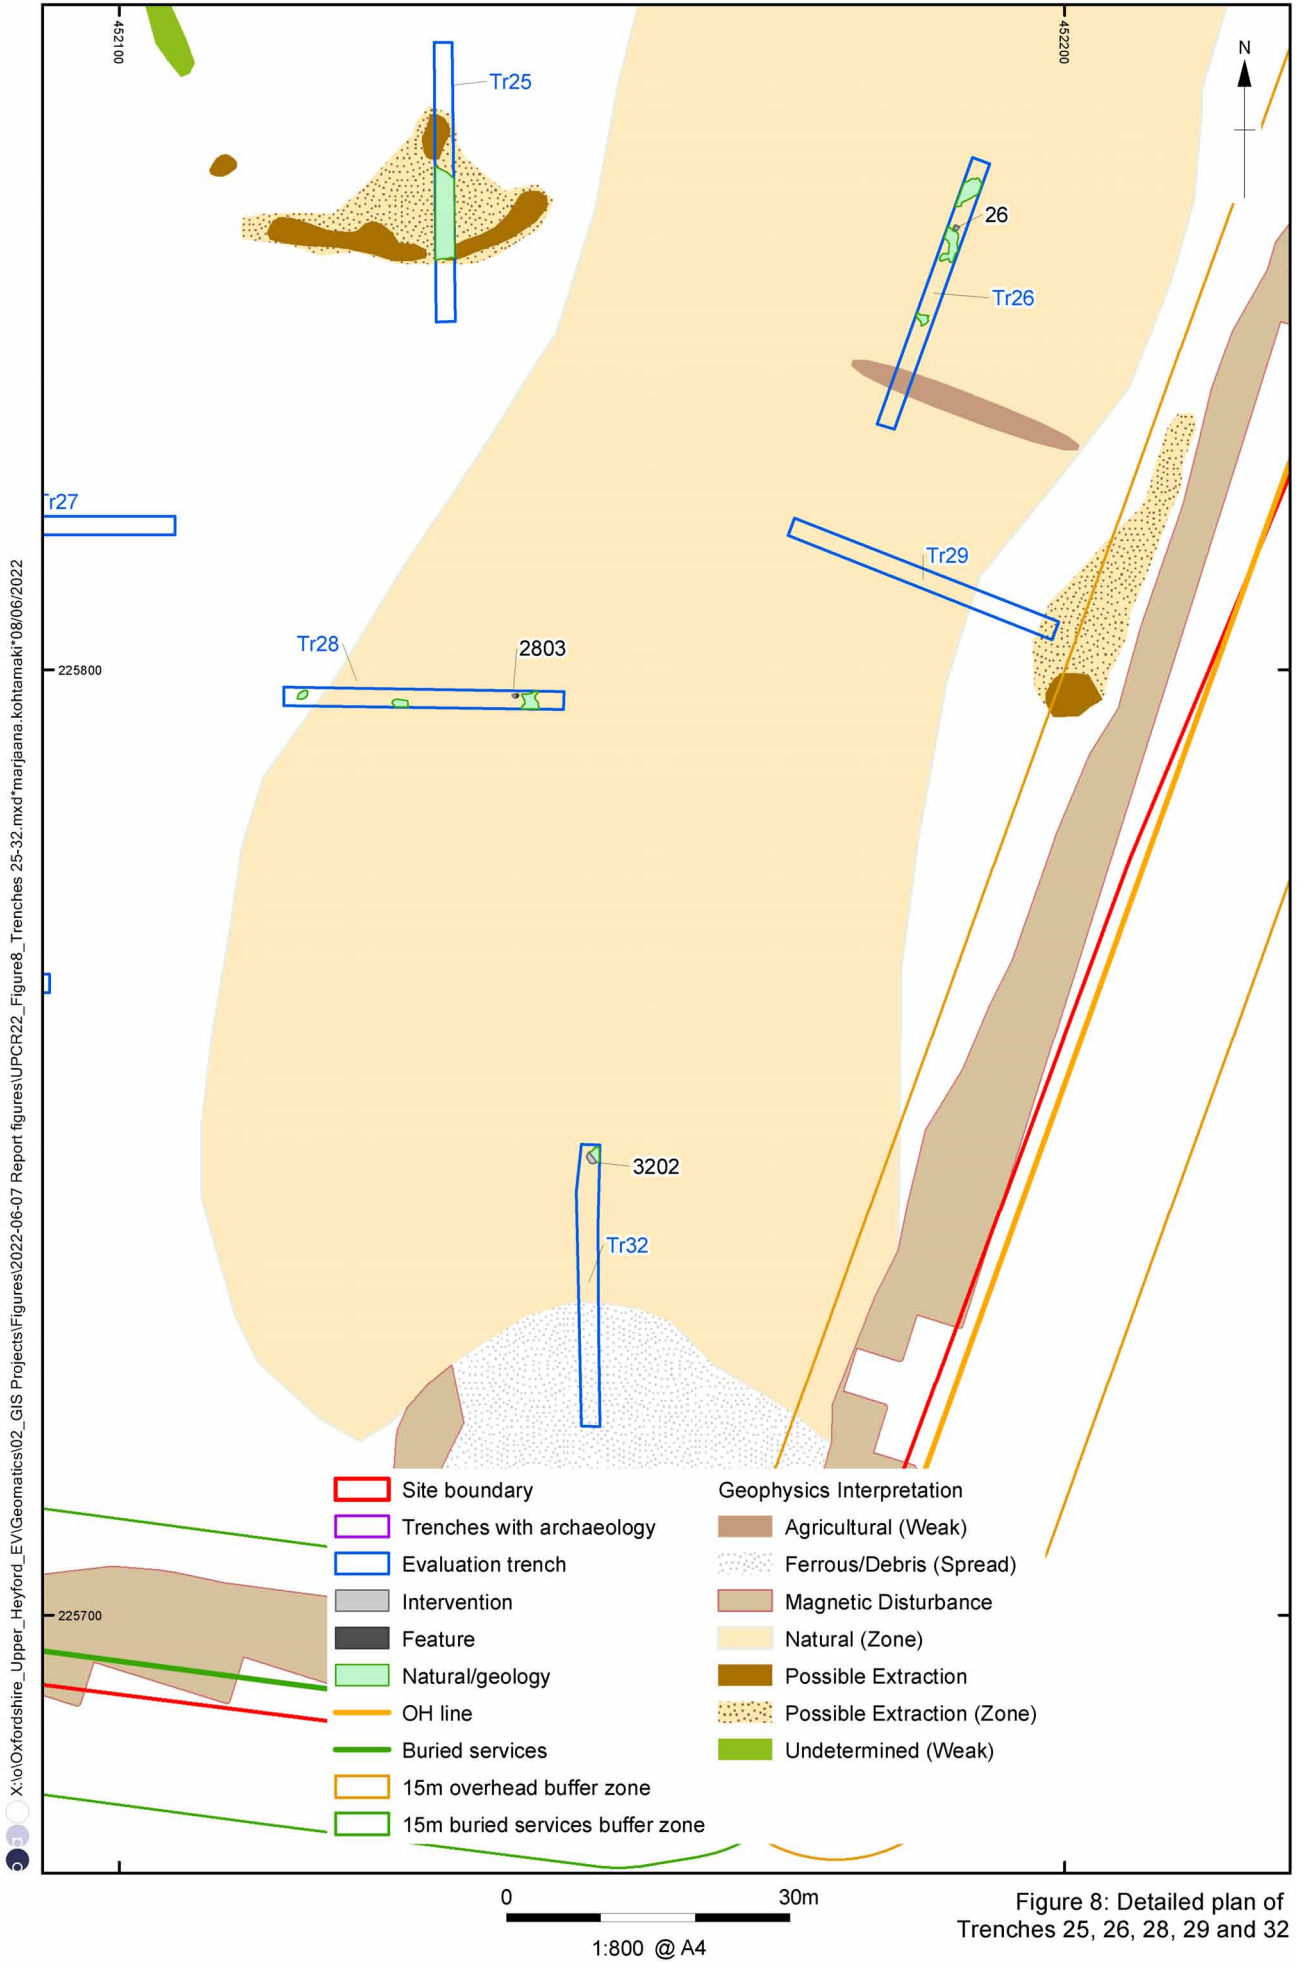 452100
452200
N
Tr25
26
Tr26
Tr27
Tr29
Tr28
2803
225800
3202
Tr32
Site boundary
Trenches with archaeology
Evaluation trench
Intervention
Feature
Natural/geology
OH line
Buried services
15m overhead buffer zone
15m buried services buffer zone
Geophysics Interpretation
Agricultural (Weak)
Ferrous/Debris (Spread)
Magnetic Disturbance
Natural (Zone)
Possible Extraction
Possible Extraction (Zone)
Undetermined (Weak)
225700
X:\o\Oxfordshire_Upper_Heyford_EV\Geomatics\02_GIS Projects\Figures\2022-06-07 Report figures\UPCR22_Figure8_Trenches 25-32.mxd*marjaana.kohtamaki*08/06/2022
0 30m
1:800 @ A4
Figure 8: Detailed plan of
Trenches 25, 26, 28, 29 and 32